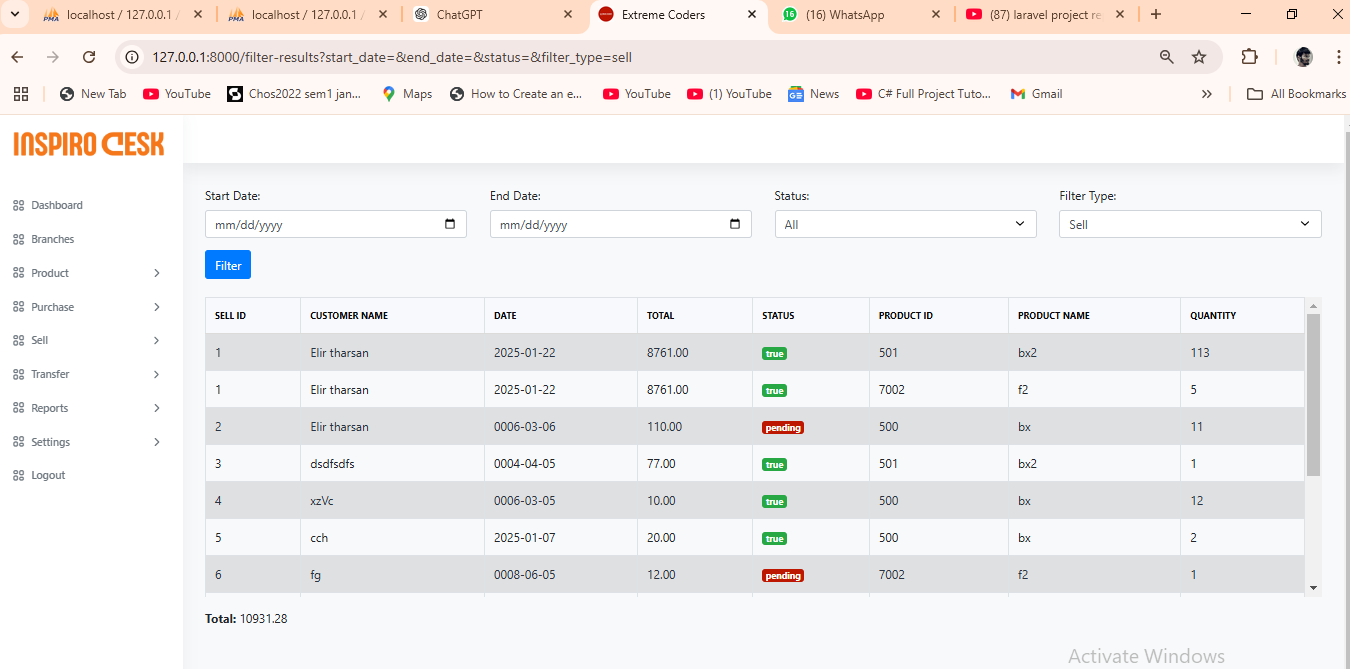 localhost / 127.0.0.1 / localhost / 127.0.0.1 / ChatGPT Extreme Coders (16) WhatsApp (87) laravel project re
127.0.0.1:8000/filter-results?start_date=&end_date=&status=&filter_type=sell
New Tab YouTube Chos2022 sem1 jan... Maps How to Create an e... YouTube (1) YouTube News C# Full Project Tuto... Gmail All Bookmarks
INSPIRO DESK
Dashboard
Branches
Product
Purchase
Sell
Transfer
Reports
Settings
Logout
Start Date: End Date: Status: Filter Type:
mm/dd/yyyy mm/dd/yyyy All Sell
Filter
SELL ID CUSTOMER NAME DATE TOTAL STATUS PRODUCT ID PRODUCT NAME QUANTITY
1 Elir tharsan 2025-01-22 8761.00 true 501 bx2 113
1 Elir tharsan 2025-01-22 8761.00 true 7002 f2 5
2 Elir tharsan 0006-03-06 110.00 pending 500 bx 11
3 dsdfsdfs 0004-04-05 77.00 true 501 bx2 1
4 xzVc 0006-03-05 10.00 true 500 bx 12
5 cch 2025-01-07 20.00 true 500 bx 2
6 fg 0008-06-05 12.00 pending 7002 f2 1
Total: 10931.28
Activate Windows